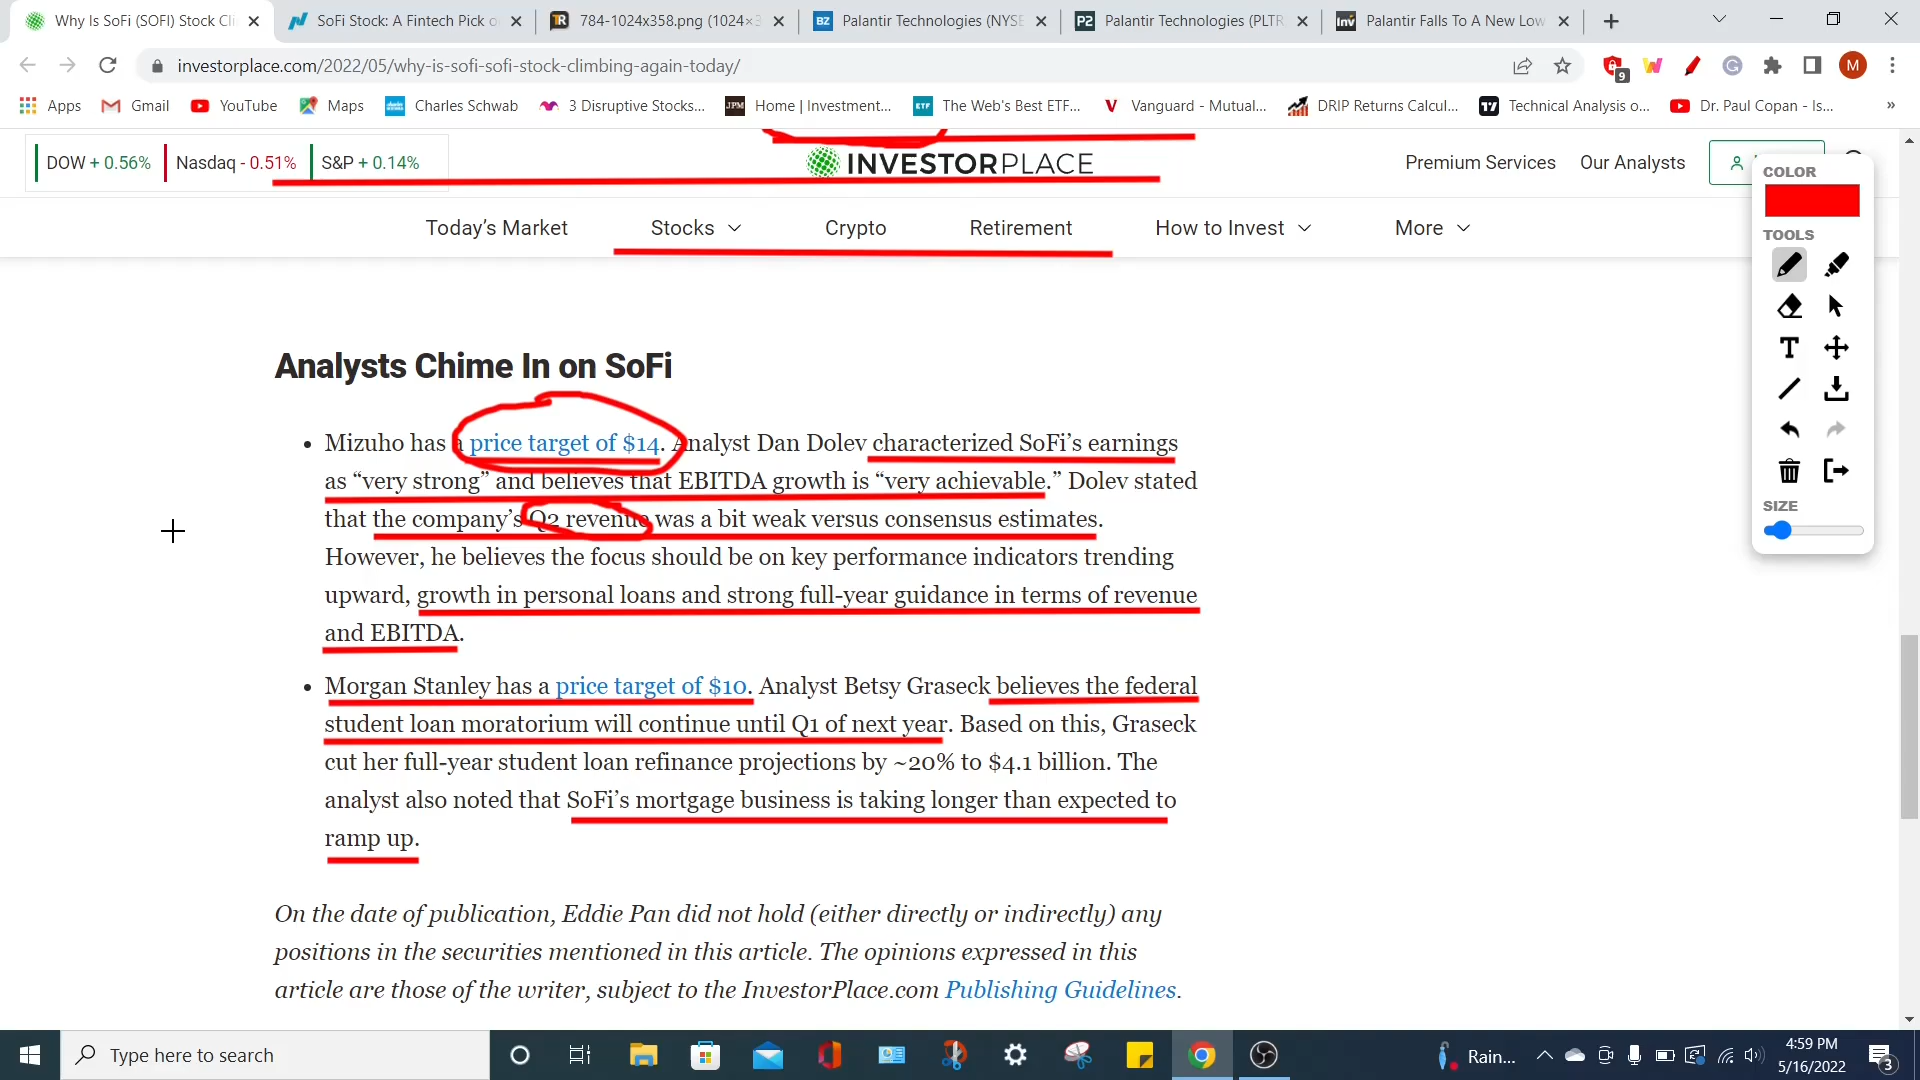 Why Is SoFi (SOFI) Stock Cli
SoFi Stock: A Fintech Pick o
784-1024x358.png (1024×3
Palantir Technologies (NYSE
Palantir Technologies (PLTR
Palantir Falls To A New Low
investorplace.com/2022/05/why-is-sofi-sofi-stock-climbing-again-today/
9
M
Apps
Gmail
YouTube
Maps
Charles Schwab
3 Disruptive Stocks...
Home | Investment...
The Web's Best ETF...
Vanguard - Mutual...
DRIP Returns Calcul...
Technical Analysis o...
Dr. Paul Copan - Is...
»
DOW + 0.56%
Nasdaq - 0.51%
S&P + 0.14%
INVESTORPLACE
Premium Services
Our Analysts
Today's Market
Stocks
Crypto
Retirement
How to Invest
More
COLOR
TOOLS
SIZE
Analysts Chime In on SoFi
• Mizuho has a price target of $14. Analyst Dan Dolev characterized SoFi's earnings
as “very strong” and believes that EBITDA growth is “very achievable.” Dolev stated
that the company's Q2 revenue was a bit weak versus consensus estimates.
However, he believes the focus should be on key performance indicators trending
upward, growth in personal loans and strong full-year guidance in terms of revenue
and EBITDA.
• Morgan Stanley has a price target of $10. Analyst Betsy Graseck believes the federal
student loan moratorium will continue until Q1 of next year. Based on this, Graseck
cut her full-year student loan refinance projections by ~20% to $4.1 billion. The
analyst also noted that SoFi's mortgage business is taking longer than expected to
ramp up.
On the date of publication, Eddie Pan did not hold (either directly or indirectly) any
positions in the securities mentioned in this article. The opinions expressed in this
article are those of the writer, subject to the InvestorPlace.com Publishing Guidelines.
Type here to search
Rain...
4:59 PM
5/16/2022
3